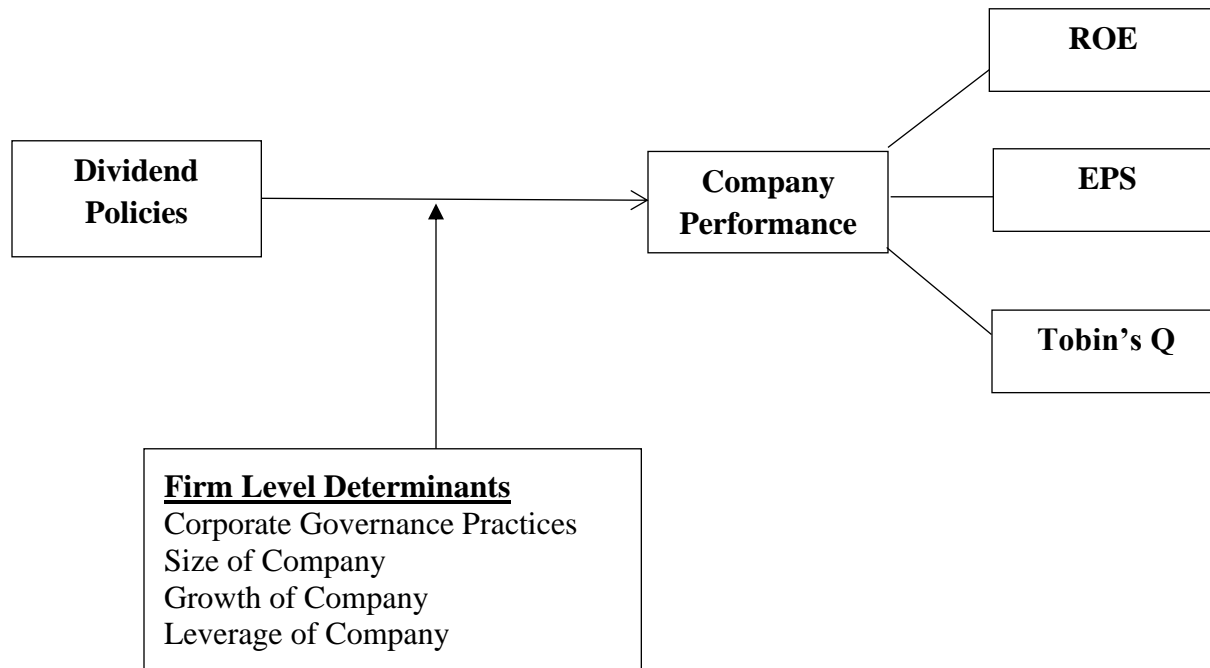 ROE
Dividend
Policies
Company
Performance
EPS
Tobin’s Q
Firm Level Determinants
Corporate Governance Practices
Size of Company
Growth of Company
Leverage of Company